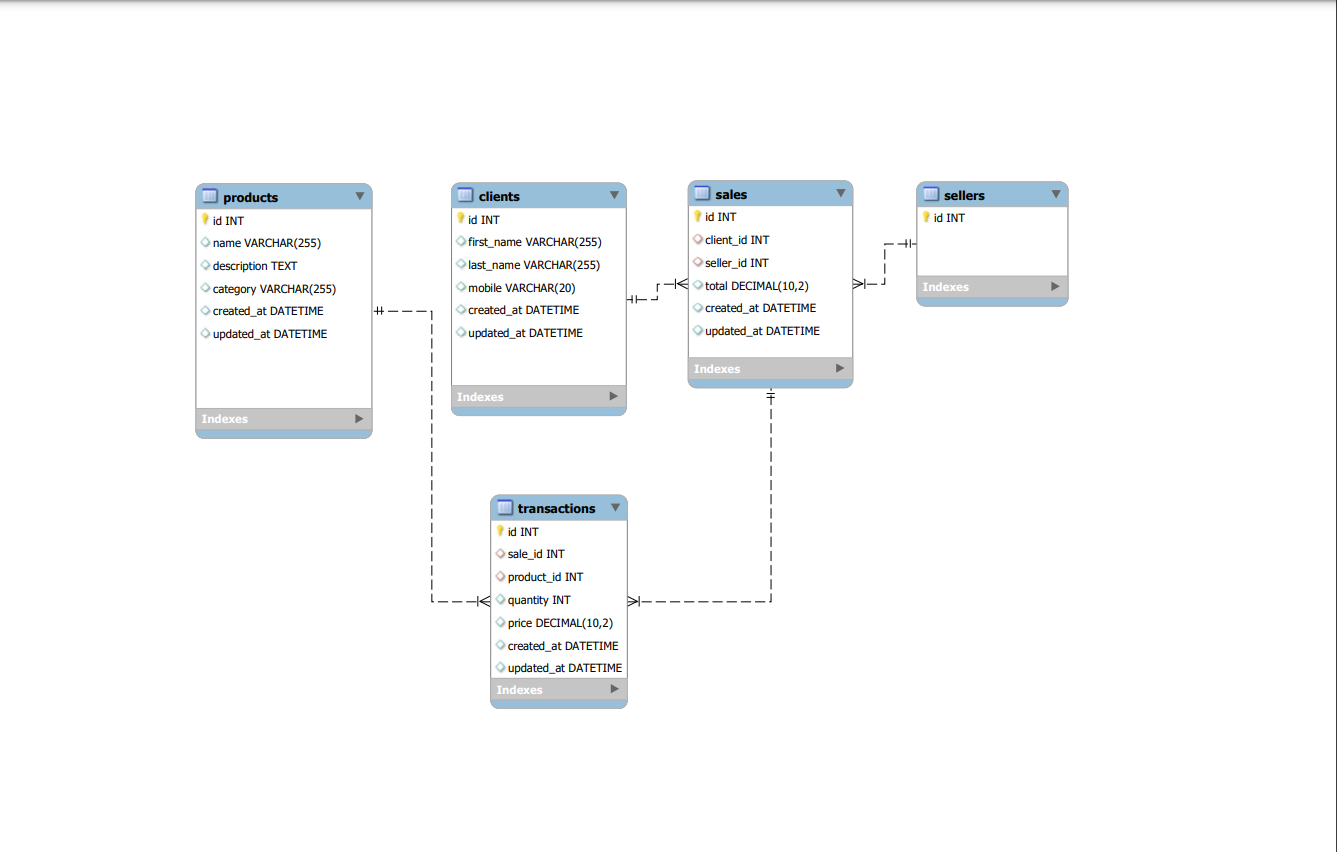 products
id INT
name VARCHAR(255)
description TEXT
category VARCHAR(255)
created_at DATETIME
updated_at DATETIME
Indexes
clients
id INT
first_name VARCHAR(255)
last_name VARCHAR(255)
mobile VARCHAR(20)
created_at DATETIME
updated_at DATETIME
Indexes
sales
id INT
client_id INT
seller_id INT
total DECIMAL(10,2)
created_at DATETIME
updated_at DATETIME
Indexes
sellers
id INT
Indexes
transactions
id INT
sale_id INT
product_id INT
quantity INT
price DECIMAL(10,2)
created_at DATETIME
updated_at DATETIME
Indexes